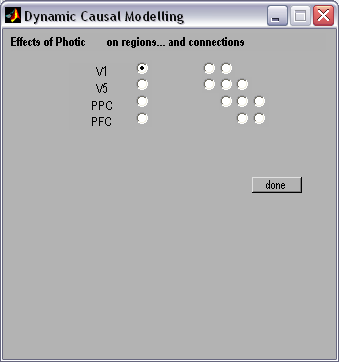 Dynamic Causal Modelling
Effects of Photic on regions... and connections
V1
V5
PPC
PFC
done